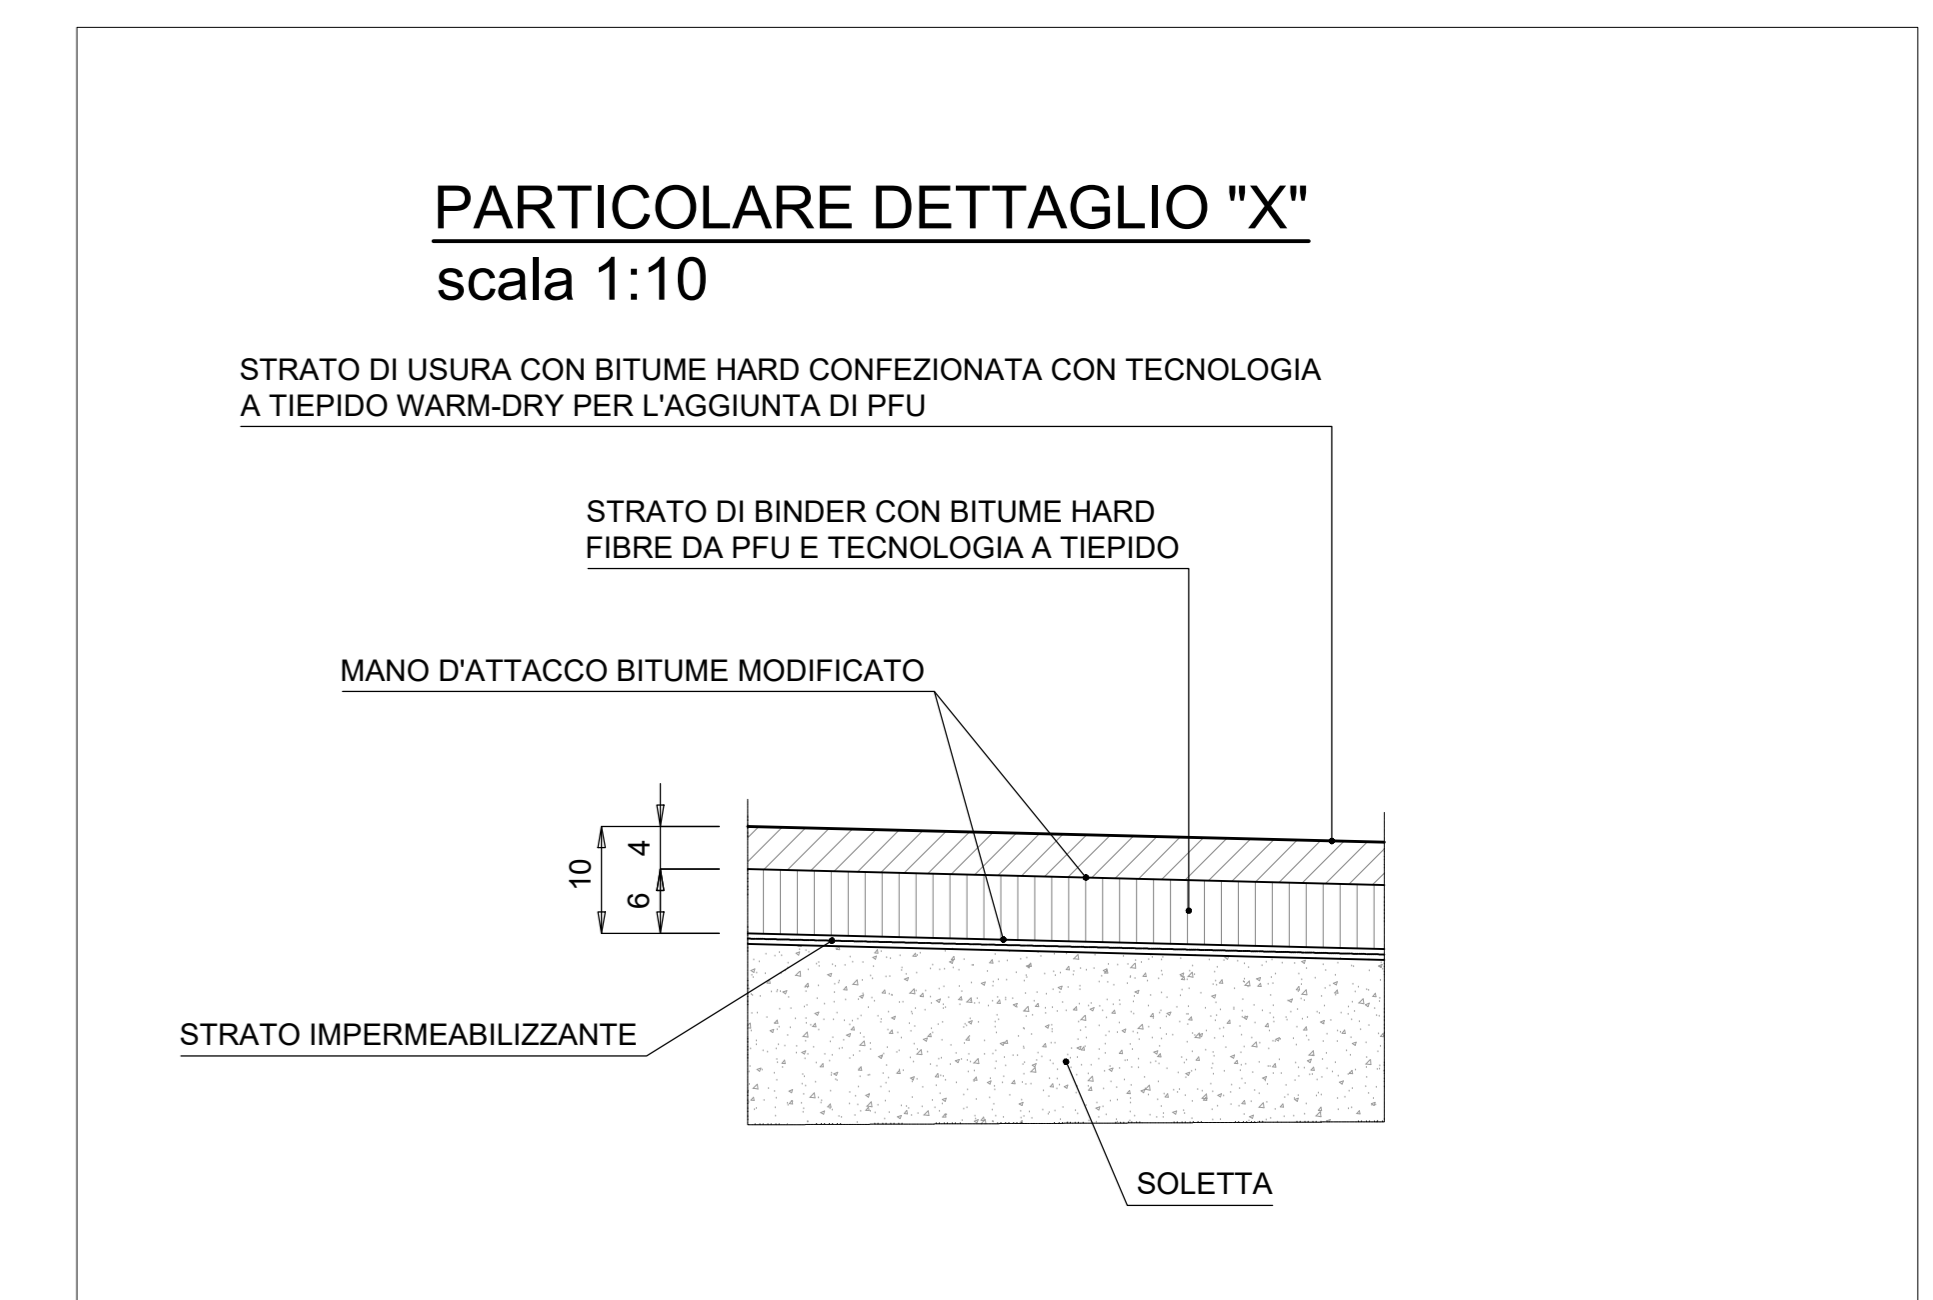 PARTICOLARE DETTAGLIO "X"
scala 1:10
STRATO DI USURA CON BITUME HARD CONFEZIONATA CON TECNOLOGIA
A TIEPIDO WARM-DRY PER L'AGGIUNTA DI PFU
STRATO DI BINDER CON BITUME HARD
FIBRE DA PFU E TECNOLOGIA A TIEPIDO
MANO D'ATTACCO BITUME MODIFICATO
10
4
6
STRATO IMPERMEABILIZZANTE
SOLETTA